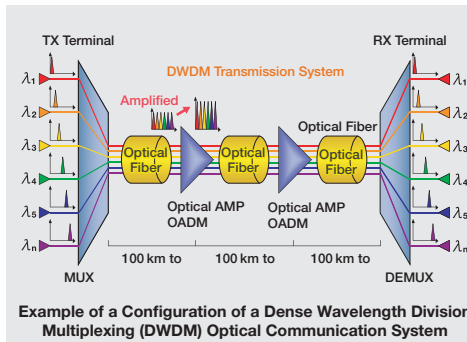 TX Terminal
RX Terminal
DWDM Transmission System
Amplified
λ1
λ2
λ3
λ4
λ5
λn
λ1
λ2
λ3
λ4
λ5
λn
Optical Fiber
Optical
Fiber
Optical
Fiber
Optical
Fiber
Optical AMP
OADM
Optical AMP
OADM
100 km to
100 km to
100 km to
MUX
DEMUX
Example of a Configuration of a Dense Wavelength Division
Multiplexing (DWDM) Optical Communication System